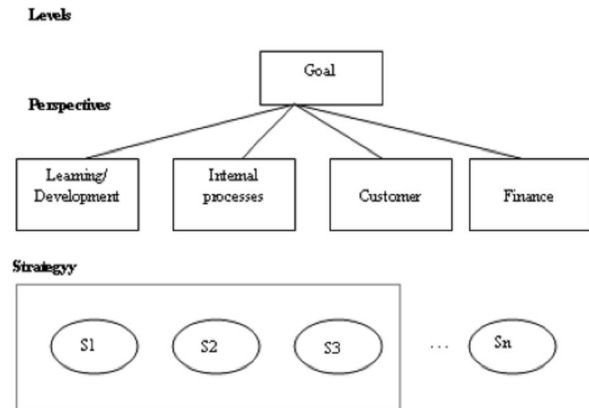 Levels
Goal
Perspectives
Learning/
Development
Internal
processes
Customer
Finance
Strategyy
S1
S2
S3
...
Sn